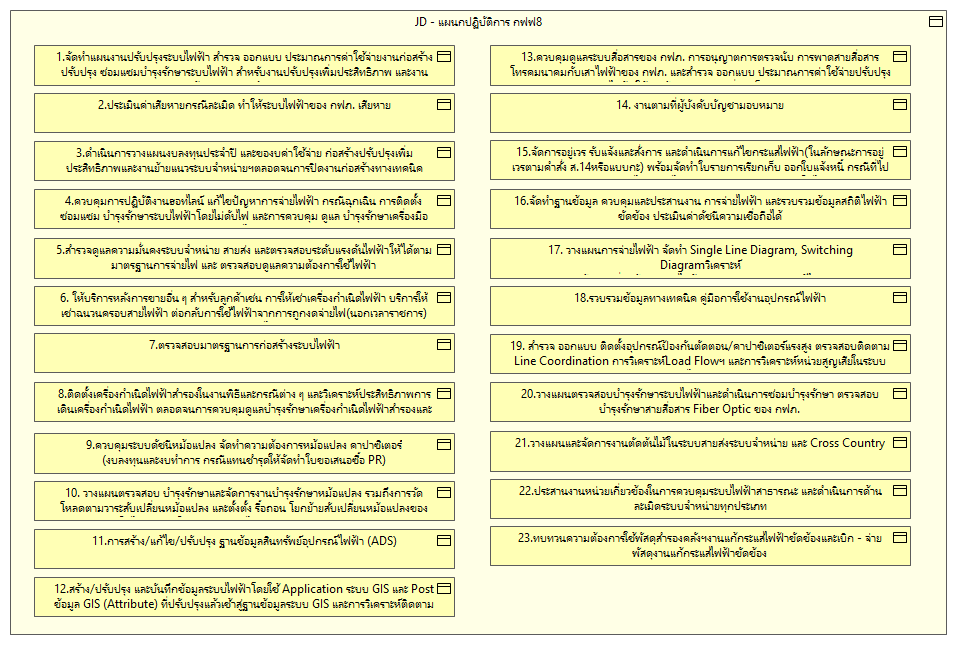 JD - แผนกปฏิบัติการ กฟฟ8
1.จัดทำแผนงานปรับปรุงระบบไฟฟ้า สำรวจ ออกแบบ ประมาณการค่าใช้จ่ายงานก่อสร้าง
ปรับปรุง ซ่อมแซมบำรุงรักษาระบบไฟฟ้า สำหรับงานปรับปรุงเพิ่มประสิทธิภาพ และงาน
2.ประเมินค่าเสียหายกรณีละเมิด ทำให้ระบบไฟฟ้าของ กฟภ. เสียหาย
3.ดำเนินการวางแผนงบลงทุนประจำปี และของบค่าใช้จ่าย ก่อสร้างปรับปรุงเพิ่ม
ประสิทธิภาพและงานย้ายแนวระบบจำหน่ายฯตลอดจนการปิดงานก่อสร้างทางเทคนิค
4.ควบคุมการปฏิบัติงานฮอทไลน์ แก้ไขปัญหาการจ่ายไฟฟ้า กรณีฉุกเฉิน การติดตั้ง
ซ่อมแซม บำรุงรักษาระบบไฟฟ้าโดยไม่ดับไฟ และการควบคุม ดูแล บำรุงรักษาเครื่องมือ
5.สำรวจดูแลความมั่นคงระบบจำหน่าย สายส่ง และตรวจสอบระดับแรงดันไฟฟ้าให้ได้ตาม
มาตรฐานการจ่ายไฟ และ ตรวจสอบดูแลความต้องการใช้ไฟฟ้า
6. ให้บริการหลังการขายอื่น ๆ สำหรับลูกค้าเช่น การให้เช่าเครื่องกำเนิดไฟฟ้า บริการให้
เช่าฉนวนครอบสายไฟฟ้า ต่อกลับการใช้ไฟฟ้าจากการถูกงดจ่ายไฟ(นอกเวลาราชการ)
7.ตรวจสอบมาตรฐานการก่อสร้างระบบไฟฟ้า
8.ติดตั้งเครื่องกำเนิดไฟฟ้าสำรองในงานพิธีและกรณีต่าง ๆ และวิเคราะห์ประสิทธิภาพการ
เดินเครื่องกำเนิดไฟฟ้า ตลอดจนการควบคุมดูแลบำรุงรักษาเครื่องกำเนิดไฟฟ้าสำรองและ
9.ควบคุมระบบดัชนีหม้อแปลง จัดทำความต้องการหม้อแปลง คาปาซิเตอร์
(งบลงทุนและงบทำการ กรณีแทนชำรุดให้จัดทำใบขอเสนอซื้อ PR)
10. วางแผนตรวจสอบ บำรุงรักษาและจัดการงานบำรุงรักษาหม้อแปลง รวมถึงการวัด
โหลดตามวาระสับเปลี่ยนหม้อแปลง และตั้งตั้ง รื้อถอน โยกย้ายสับเปลี่ยนหม้อแปลงของ
11.การสร้าง/แก้ไข/ปรับปรุง ฐานข้อมูลสินทรัพย์อุปกรณ์ไฟฟ้า (ADS)
12.สร้าง/ปรับปรุง และบันทึกข้อมูลระบบไฟฟ้าโดยใช้ Application ระบบ GIS และ Post
ข้อมูล GIS (Attribute) ที่ปรับปรุงแล้วเข้าสู่ฐานข้อมูลระบบ GIS และการวิเคราะห์ติดตาม
13.ควบคุมดูแลระบบสื่อสารของ กฟภ. การอนุญาตการตรวจนับ การพาดสายสื่อสาร
โทรคมนาคมกับเสาไฟฟ้าของ กฟภ. และสำรวจ ออกแบบ ประมาณการค่าใช้จ่ายปรับปรุง
14. งานตามที่ผู้บังคับบัญชามอบหมาย
15.จัดการอยู่เวร รับแจ้งและสั่งการ และดำเนินการแก้ไขกระแสไฟฟ้า(ในลักษณะการอยู่
เวรตามคำสั่ง ส.14หรือแบบกะ) พร้อมจัดทำใบรายการเรียกเก็บ ออกใบแจ้งหนี้ กรณีที่ไป
16.จัดทำฐานข้อมูล ควบคุมและประสานงาน การจ่ายไฟฟ้า และรวบรวมข้อมูลสถิติไฟฟ้า
ขัดข้อง ประเมินค่าดัชนีความเชื่อถือได้
17. วางแผนการจ่ายไฟฟ้า จัดทำ Single Line Diagram, Switching
Diagramวิเคราะห์
18.รวบรวมข้อมูลทางเทคนิค คู่มือการใช้งานอุปกรณ์ไฟฟ้า
19. สำรวจ ออกแบบ ติดตั้งอุปกรณ์ป้องกันตัดตอน/คาปาซิเตอร์แรงสูง ตรวจสอบติดตาม
Line Coordination การวิเคราะห์Load Flowฯ และการวิเคราะห์หน่วยสูญเสียในระบบ
20.วางแผนตรวจสอบบำรุงรักษาระบบไฟฟ้าและดำเนินการซ่อมบำรุงรักษา ตรวจสอบ
บำรุงรักษาสายสื่อสาร Fiber Optic ของ กฟภ.
21.วางแผนและจัดการงานตัดต้นไม้ในระบบสายส่งระบบจำหน่าย และ Cross Country
22.ประสานงานหน่วยเกี่ยวข้องในการควบคุมระบบไฟฟ้าสาธารณะ และดำเนินการด้าน
ละเมิดระบบจำหน่ายทุกประเภท
23.ทบทวนความต้องการใช้พัสดุสำรองคลังฯงานแก้กระแสไฟฟ้าขัดข้องและเบิก - จ่าย
พัสดุงานแก้กระแสไฟฟ้าขัดข้อง